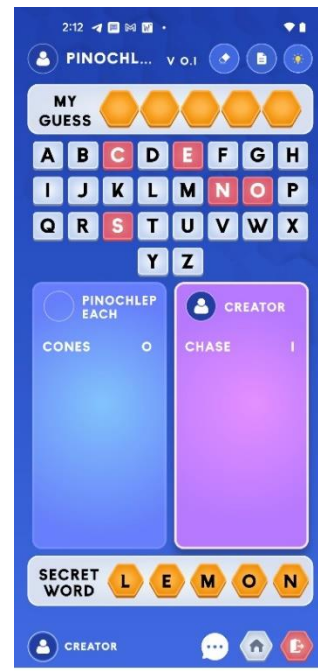 2:12
PINOCHL... V 0.1
MY
GUESS
A B C D E F G H
I J K L M N O P
Q R S T U V W X
Y Z
PINOCHLEP
EACH
CONES 0
CREATOR
CHASE 1
SECRET
WORD
L E M O N
CREATOR